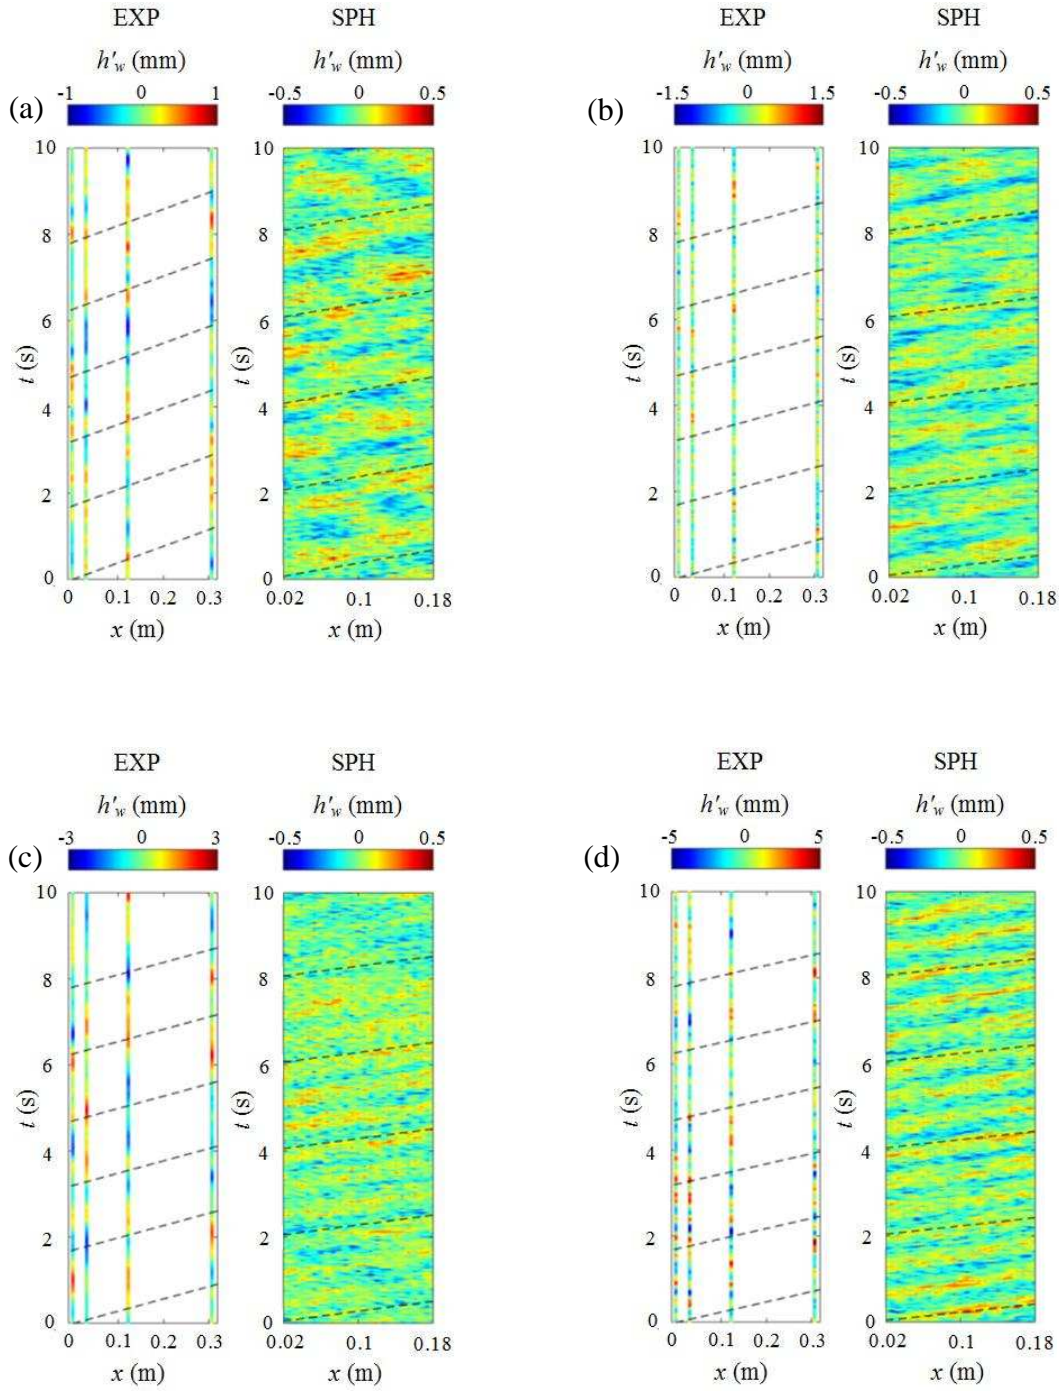 EXP SPH EXP SPH
h'w (mm) h'w (mm) h'w (mm) h'w (mm)
-1 0 1 -0.5 0 0.5 -1.5 0 1.5 -0.5 0 0.5
(a) (b)
10 10 10 10
8 8 8 8
6 6 6 6
t (s) t (s) t (s) t (s)
4 4 4 4
2 2 2 2
0 0 0 0
0 0.1 0.2 0.3 0.02 0.1 0.18 0 0.1 0.2 0.3 0.02 0.1 0.18
x (m) x (m) x (m) x (m)
EXP SPH EXP SPH
h'w (mm) h'w (mm) h'w (mm) h'w (mm)
-3 0 3 -0.5 0 0.5 -5 0 5 -0.5 0 0.5
(c) (d)
10 10 10 10
8 8 8 8
6 6 6 6
t (s) t (s) t (s) t (s)
4 4 4 4
2 2 2 2
0 0 0 0
0 0.1 0.2 0.3 0.02 0.1 0.18 0 0.1 0.2 0.3 0.02 0.1 0.18
x (m) x (m) x (m) x (m)